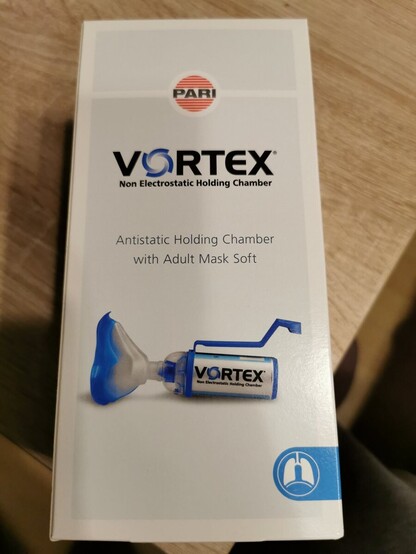 PARI
VORTEX®
Non Electrostatic Holding Chamber
Antistatic Holding Chamber
with Adult Mask Soft
VORTEX®
Non Electrostatic Holding Chamber